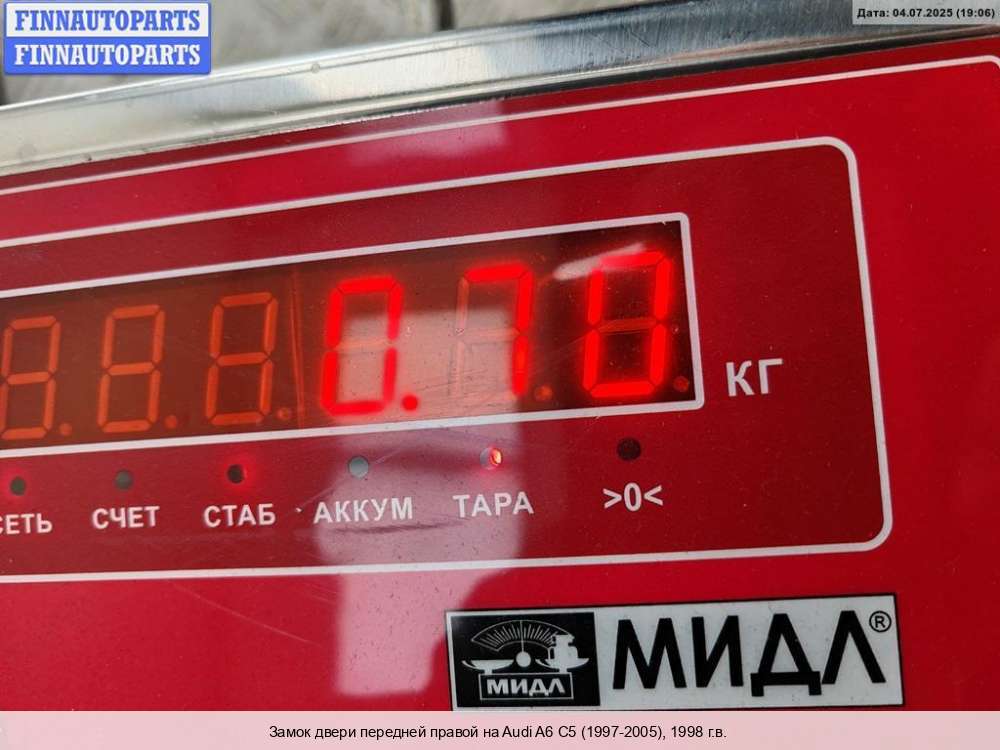 FINNAUTOPARTS
FINNAUTOPARTS
Дата: 04.07.2025 (19:06)
0.70
КГ
СЕТЬ СЧЕТ СТАБ АККУМ ТАРА >0<
МИДЛ МИДЛ®
Замок двери передней правой на Audi A6 C5 (1997-2005), 1998 г.в.